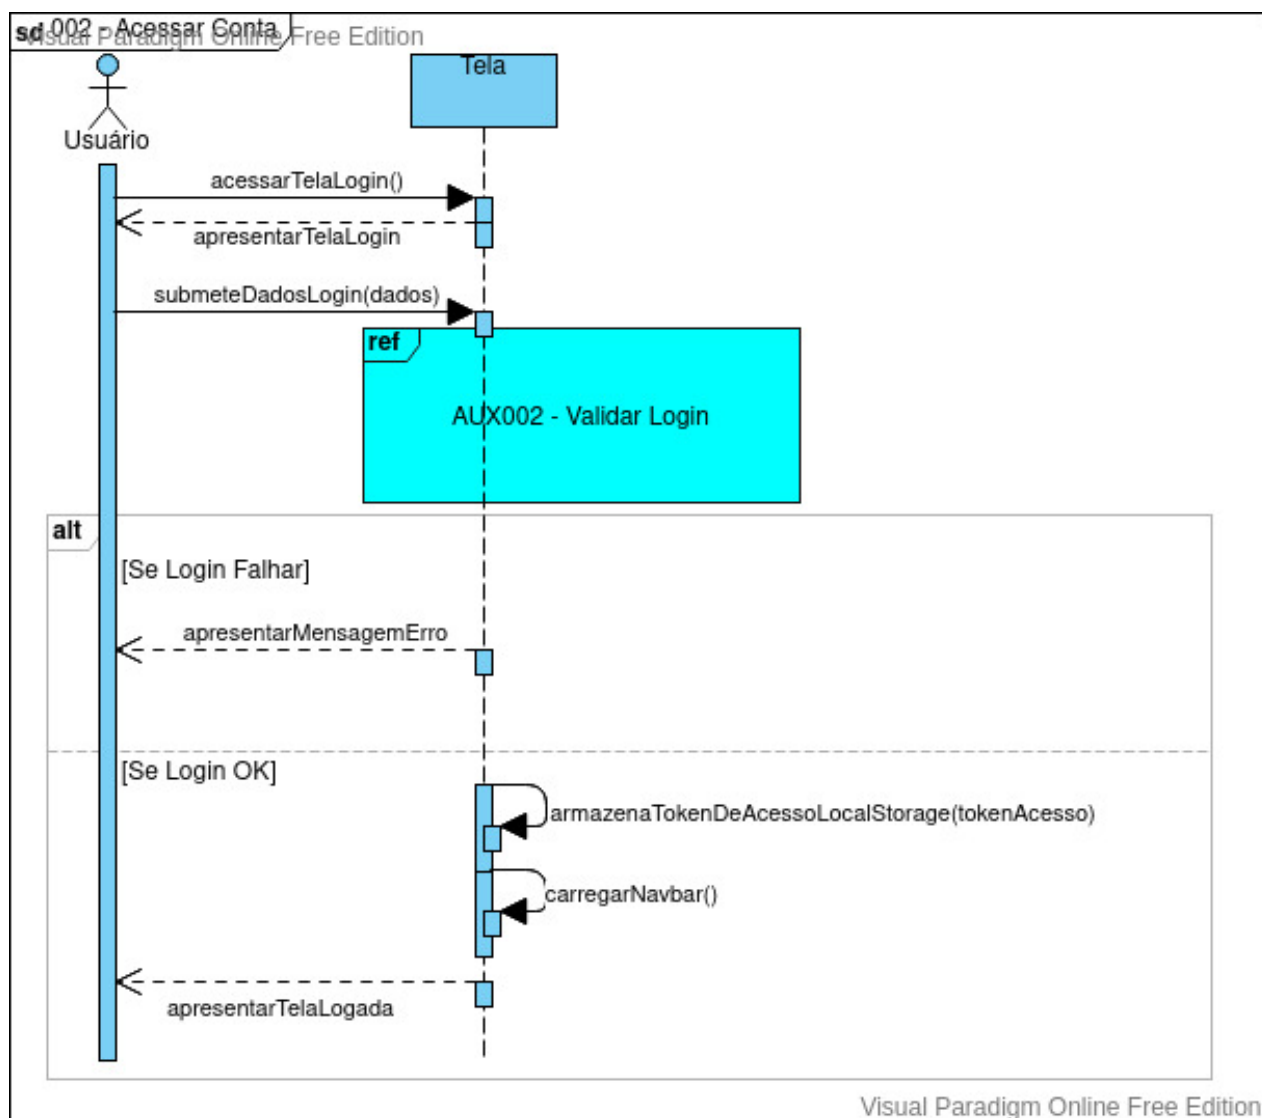 sd 002 - Acessar Conta
Visual Paradigm Online Free Edition
Tela
Usuário
acessarTelaLogin()
apresentarTelaLogin
submeteDadosLogin(dados)
ref
AUX002 - Validar Login
alt
[Se Login Falhar]
apresentarMensagemErro
[Se Login OK]
armazenaTokenDeAcessoLocalStorage(tokenAcesso)
carregarNavbar()
apresentarTelaLogada
Visual Paradigm Online Free Edition